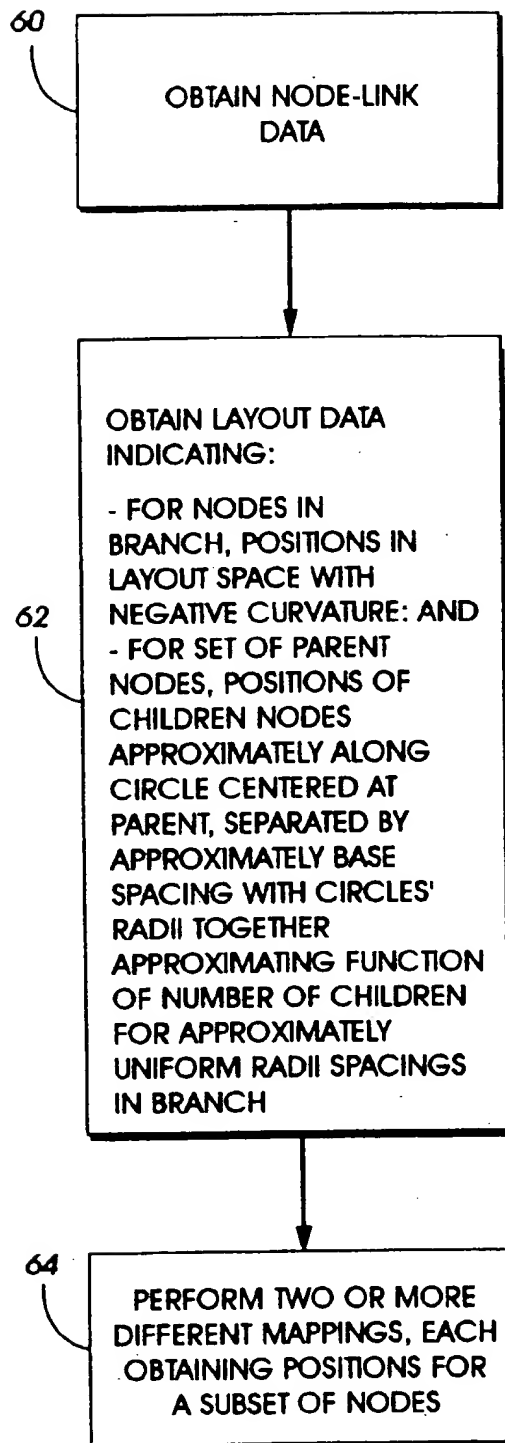 60
OBTAIN NODE-LINK
DATA
62
OBTAIN LAYOUT DATA
INDICATING:
- FOR NODES IN
BRANCH, POSITIONS IN
LAYOUT SPACE WITH
NEGATIVE CURVATURE: AND
- FOR SET OF PARENT
NODES, POSITIONS OF
CHILDREN NODES
APPROXIMATELY ALONG
CIRCLE CENTERED AT
PARENT, SEPARATED BY
APPROXIMATELY BASE
SPACING WITH CIRCLES'
RADII TOGETHER
APPROXIMATING FUNCTION
OF NUMBER OF CHILDREN
FOR APPROXIMATELY
UNIFORM RADII SPACINGS
IN BRANCH
64
PERFORM TWO OR MORE
DIFFERENT MAPPINGS, EACH
OBTAINING POSITIONS FOR
A SUBSET OF NODES